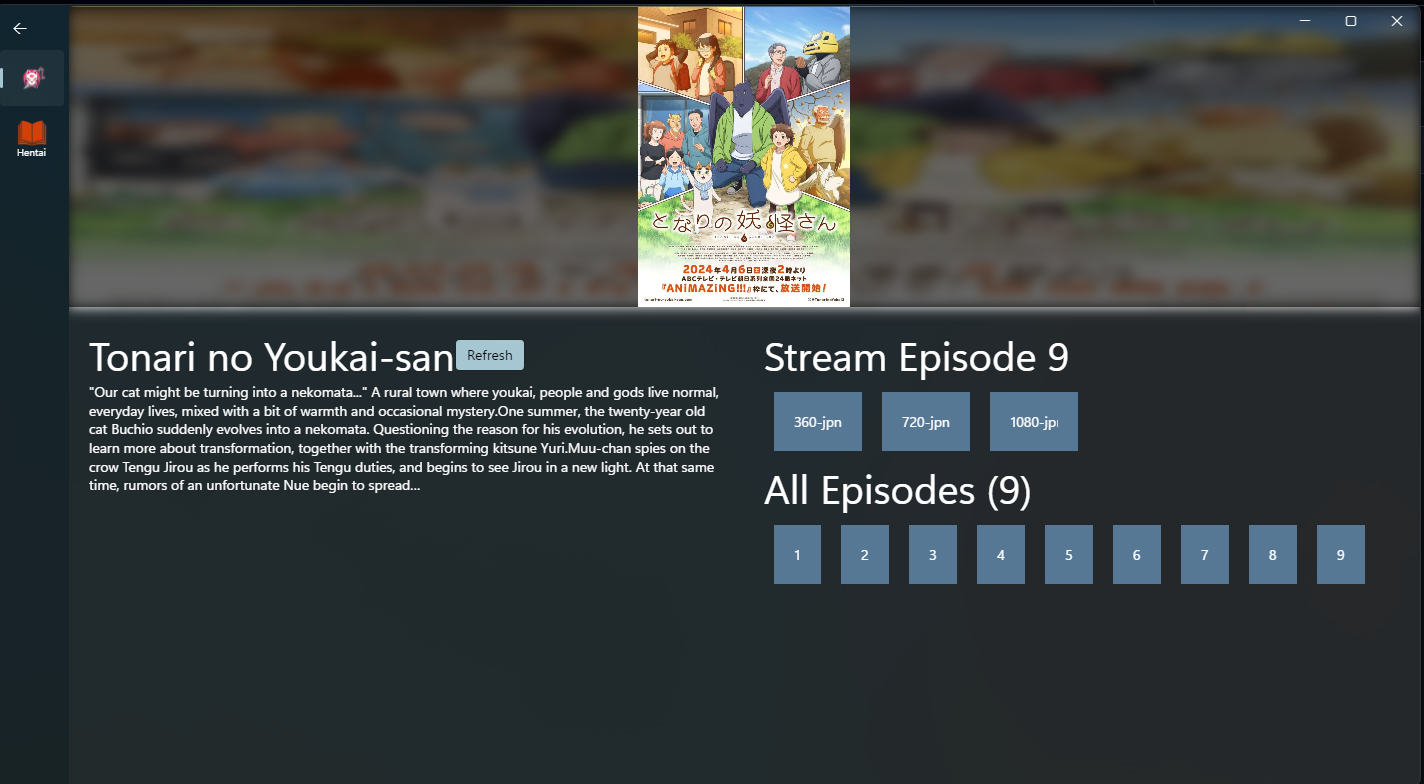 Hentai
となりの妖怪さん
2024年4月6日日深夜2時より
ABCテレビ・テレビ朝日系列全国24局ネット
『ANiMAZiNG!!!』枠にて、放送開始!
Tonari no Youkai-san
Refresh
"Our cat might be turning into a nekomata..." A rural town where youkai, people and gods live normal,
everyday lives, mixed with a bit of warmth and occasional mystery.One summer, the twenty-year old
cat Buchio suddenly evolves into a nekomata. Questioning the reason for his evolution, he sets out to
learn more about transformation, together with the transforming kitsune Yuri.Muu-chan spies on the
crow Tengu Jirou as he performs his Tengu duties, and begins to see Jirou in a new light. At that same
time, rumors of an unfortunate Nue begin to spread...
Stream Episode 9
360-jpn
720-jpn
1080-jp
All Episodes (9)
1 2 3 4 5 6 7 8 9